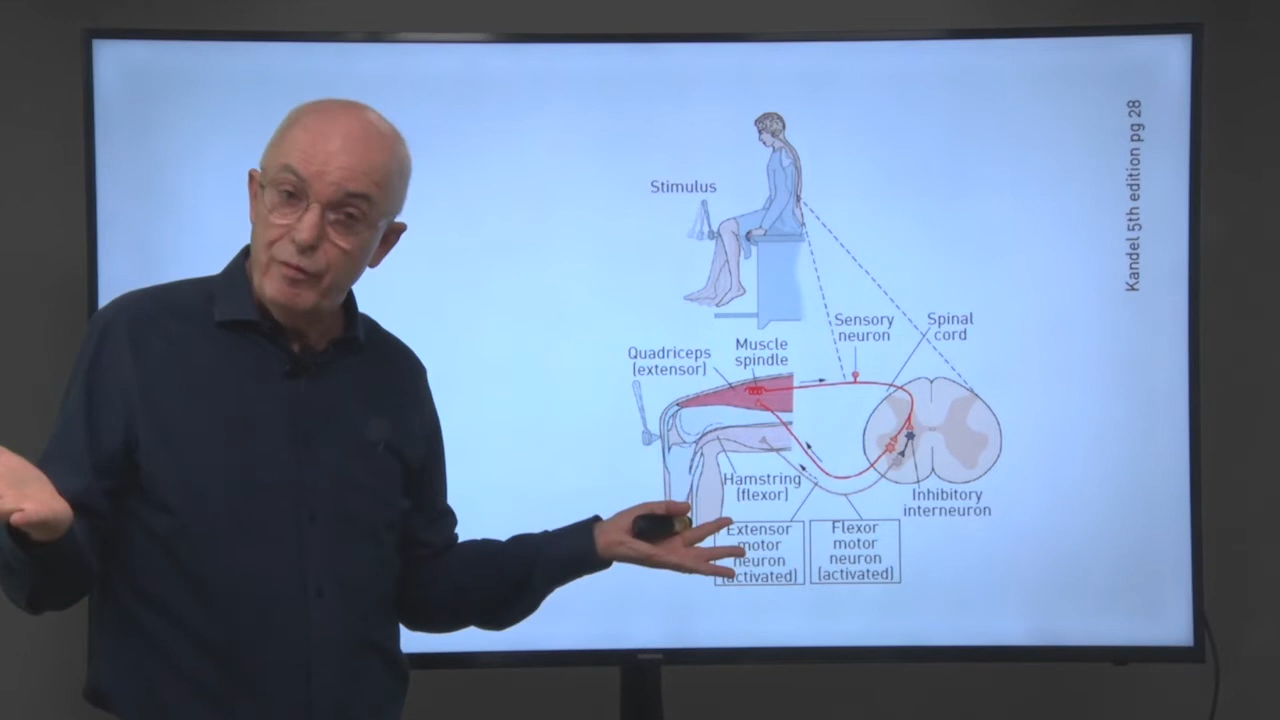 Kandel 5th edition pg 28
Stimulus
Sensory
neuron
Spinal
cord
Quadriceps
(extensor)
Muscle
spindle
Hamstring
(flexor)
Inhibitory
interneuron
Extensor
motor
neuron
(activated)
Flexor
motor
neuron
(activated)